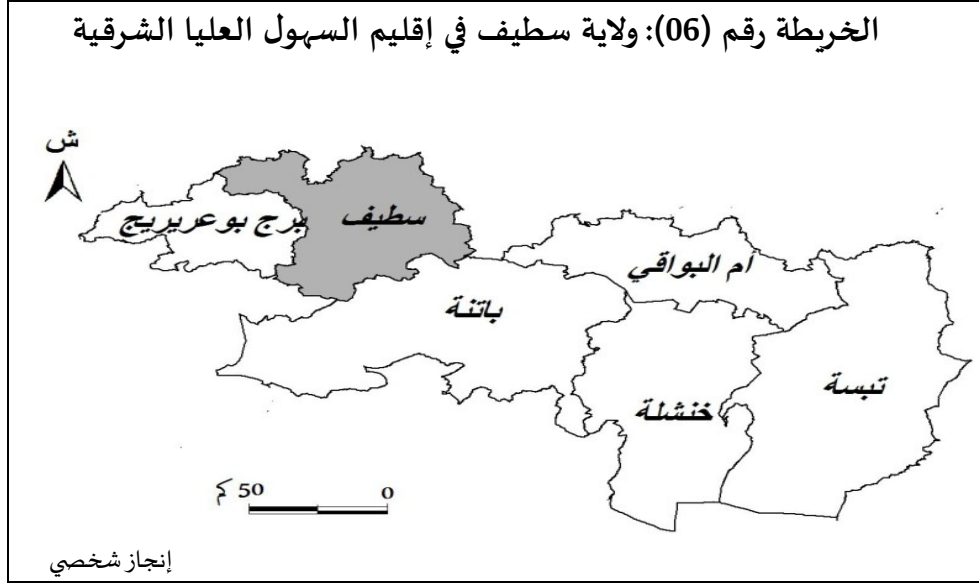 الخريطة رقم (06): ولاية سطيف في إقليم السهول العليا الشرقية
ش
سطيف
برج بوعريريج
ام البواقي
باتنة
تبسة
خنشلة
0 50 كم
إنجاز شخصي